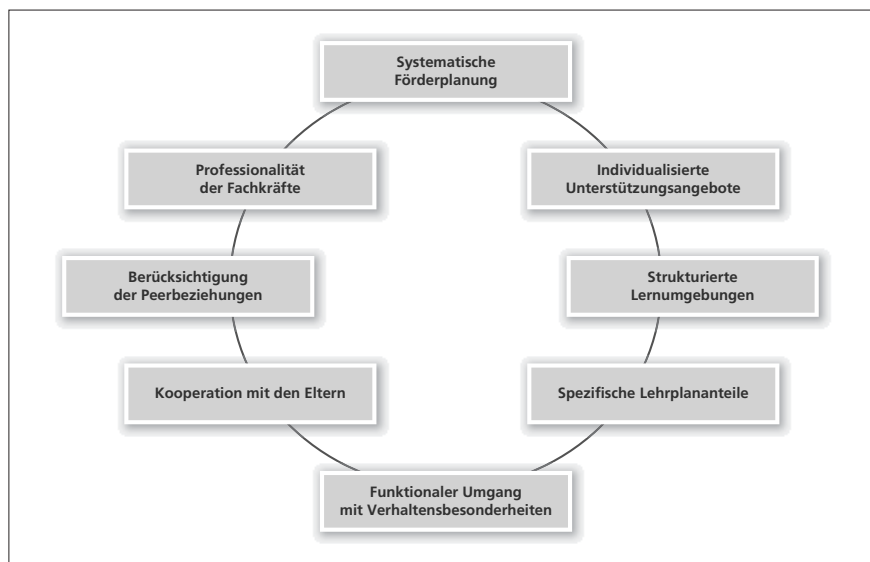 Systematische
Förderplanung
Professionalität
der Fachkräfte
Individualisierte
Unterstützungsangebote
Berücksichtigung
der Peerbeziehungen
Strukturierte
Lernumgebungen
Kooperation mit den Eltern
Spezifische Lehrplananteile
Funktionaler Umgang
mit Verhaltensbesonderheiten